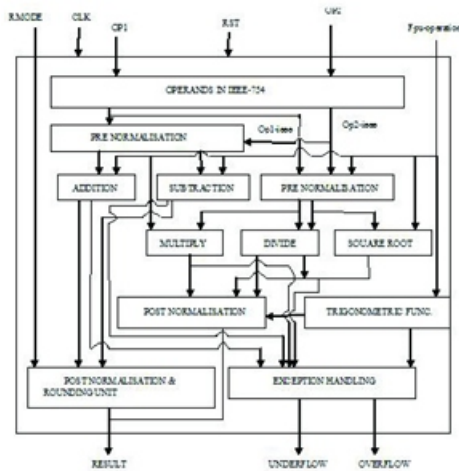 RMODE CLK OP1 RST OP2 Fpu-operation
OPERANDS IN IEEE-754
PRE NORMALISATION
Op1-ieee
Op2-ieee
ADDITION
SUBTRACTION
PRE NORMALISATION
MULTIPLY
DIVIDE
SQUARE ROOT
POST NORMALISATION
TRIGONOMETRIC FUNC.
POST NORMALISATION &
ROUNDING UNIT
EXCEPTION HANDLING
RESULT
UNDERFLOW
OVERFLOW